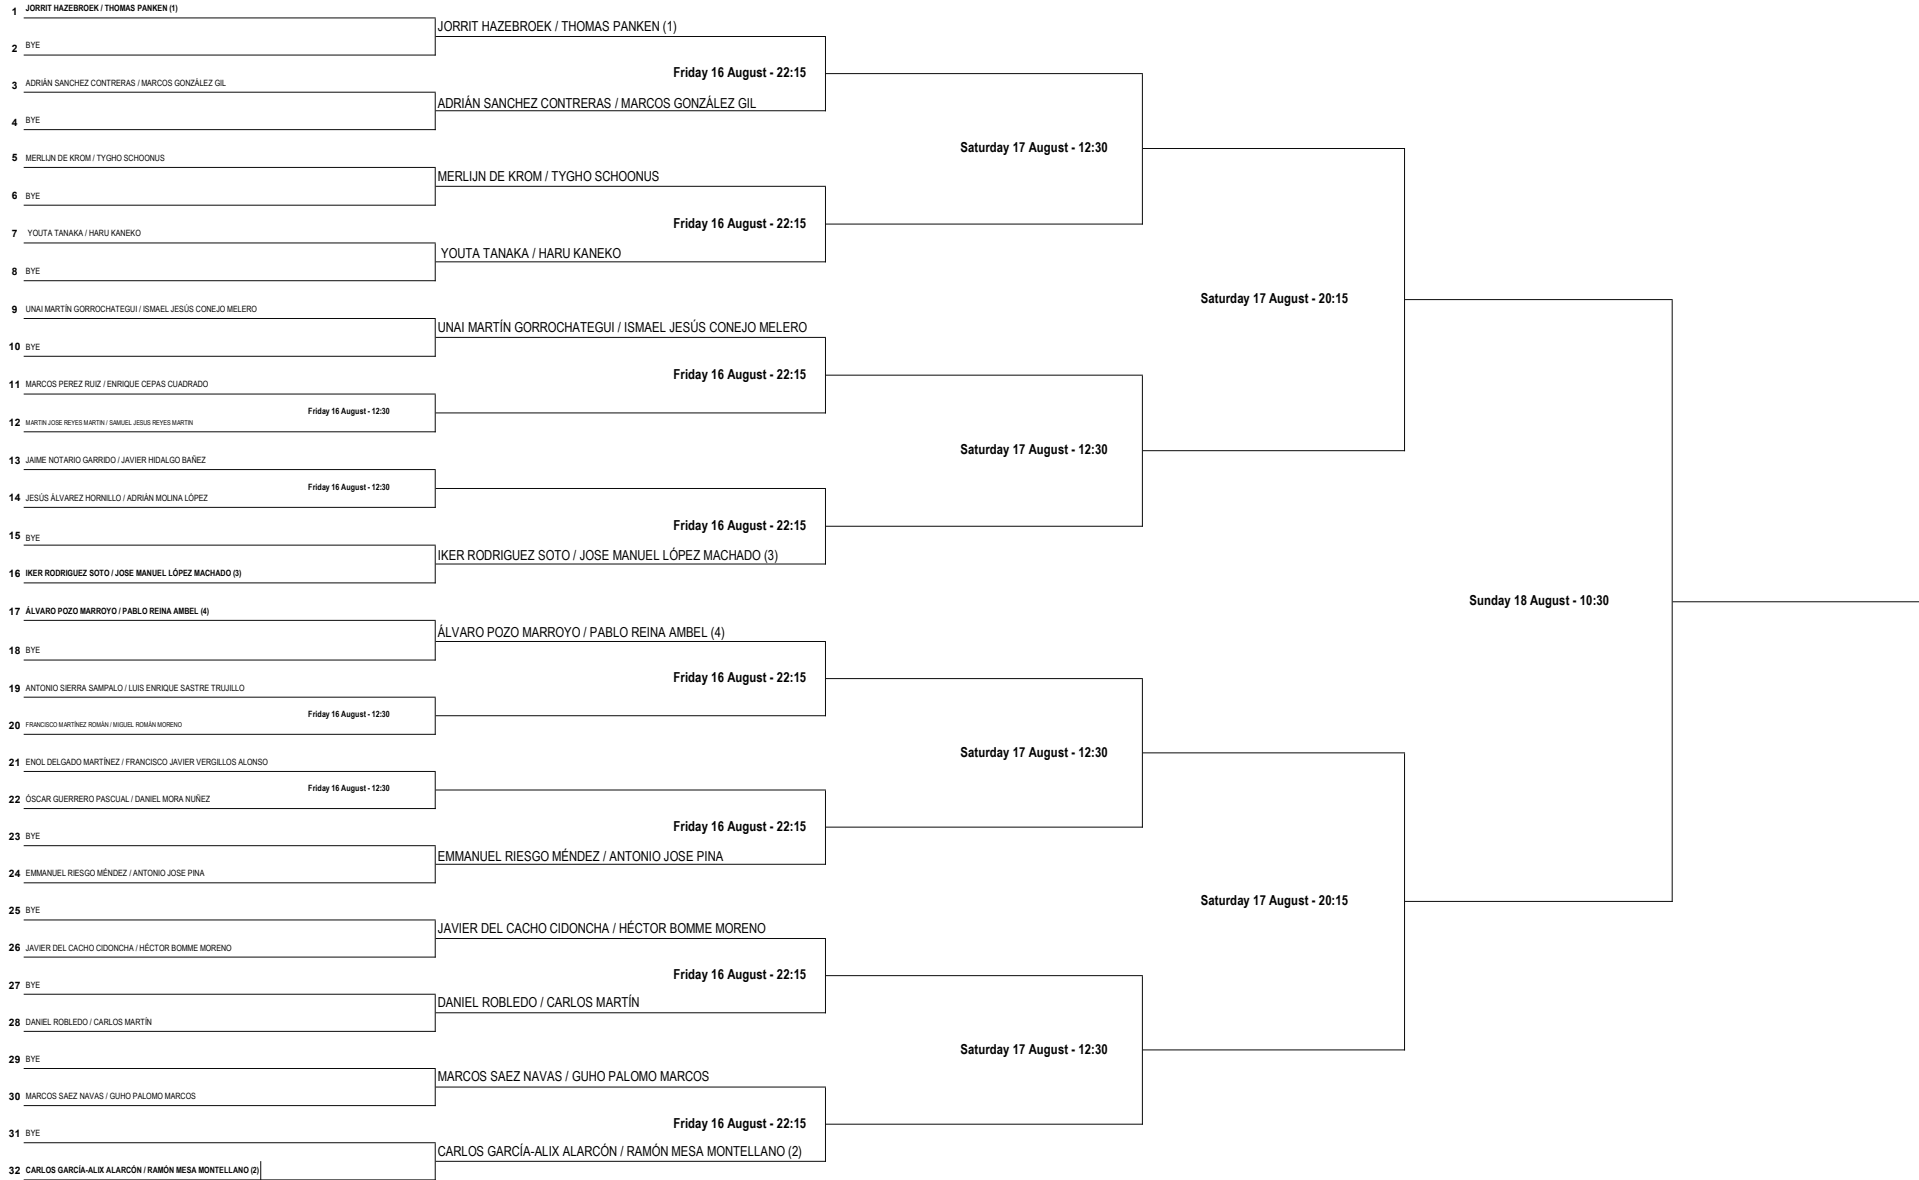 1 JORRIT HAZEBROEK / THOMAS PANKEN (1)
JORRIT HAZEBROEK / THOMAS PANKEN (1)
2 BYE
Friday 16 August - 22:15
3 ADRIÁN SANCHEZ CONTRERAS / MARCOS GONZÁLEZ GIL
ADRIÁN SANCHEZ CONTRERAS / MARCOS GONZÁLEZ GIL
4 BYE
Saturday 17 August - 12:30
5 MERLIJN DE KROM / TYGHO SCHOONUS
MERLIJN DE KROM / TYGHO SCHOONUS
6 BYE
Friday 16 August - 22:15
7 YOUTA TANAKA / HARU KANEKO
YOUTA TANAKA / HARU KANEKO
8 BYE
Saturday 17 August - 20:15
9 UNAI MARTÍN GORROCHATEGUI / ISMAEL JESÚS CONEJO MELERO
UNAI MARTÍN GORROCHATEGUI / ISMAEL JESÚS CONEJO MELERO
10 BYE
Friday 16 August - 22:15
11 MARCOS PEREZ RUIZ / ENRIQUE CEPAS CUADRADO
Friday 16 August - 12:30
12 MARTIN JOSE REYES MARTIN / SAMUEL JESUS REYES MARTIN
Saturday 17 August - 12:30
13 JAIME NOTARIO GARRIDO / JAVIER HIDALGO BAÑEZ
Friday 16 August - 12:30
14 JESÚS ÁLVAREZ HORNILLO / ADRIÁN MOLINA LÓPEZ
Friday 16 August - 22:15
15 BYE
IKER RODRIGUEZ SOTO / JOSE MANUEL LÓPEZ MACHADO (3)
16 IKER RODRIGUEZ SOTO / JOSE MANUEL LÓPEZ MACHADO (3)
Sunday 18 August - 10:30
17 ÁLVARO POZO MARROYO / PABLO REINA AMBEL (4)
ÁLVARO POZO MARROYO / PABLO REINA AMBEL (4)
18 BYE
Friday 16 August - 22:15
19 ANTONIO SIERRA SAMPALO / LUIS ENRIQUE SASTRE TRUJILLO
Friday 16 August - 12:30
20 FRANCISCO MARTÍNEZ ROMÁN / MIGUEL ROMÁN MORENO
Saturday 17 August - 12:30
21 ENOL DELGADO MARTÍNEZ / FRANCISCO JAVIER VERGILLOS ALONSO
Friday 16 August - 12:30
22 ÓSCAR GUERRERO PASCUAL / DANIEL MORA NUÑEZ
Friday 16 August - 22:15
23 BYE
EMMANUEL RIESGO MÉNDEZ / ANTONIO JOSE PINA
24 EMMANUEL RIESGO MÉNDEZ / ANTONIO JOSE PINA
Saturday 17 August - 20:15
25 BYE
JAVIER DEL CACHO CIDONCHA / HÉCTOR BOMME MORENO
26 JAVIER DEL CACHO CIDONCHA / HÉCTOR BOMME MORENO
Friday 16 August - 22:15
27 BYE
DANIEL ROBLEDO / CARLOS MARTÍN
28 DANIEL ROBLEDO / CARLOS MARTÍN
Saturday 17 August - 12:30
29 BYE
MARCOS SAEZ NAVAS / GUHO PALOMO MARCOS
30 MARCOS SAEZ NAVAS / GUHO PALOMO MARCOS
Friday 16 August - 22:15
31 BYE
CARLOS GARCÍA-ALIX ALARCÓN / RAMÓN MESA MONTELLANO (2)
32 CARLOS GARCÍA-ALIX ALARCÓN / RAMÓN MESA MONTELLANO (2)